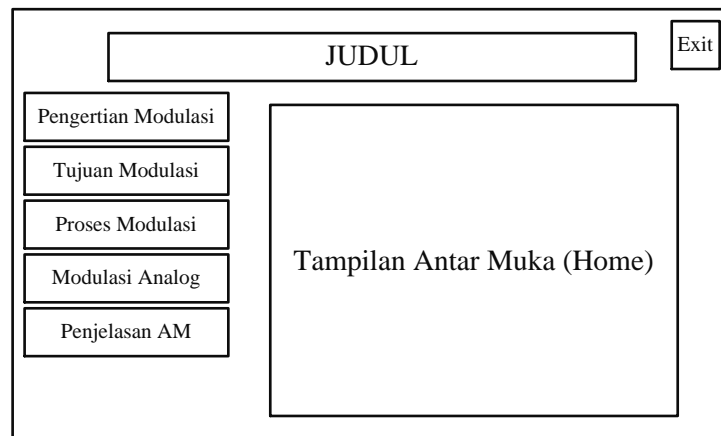 JUDUL
Exit
Pengertian Modulasi
Tujuan Modulasi
Proses Modulasi
Modulasi Analog
Penjelasan AM
Tampilan Antar Muka (Home)